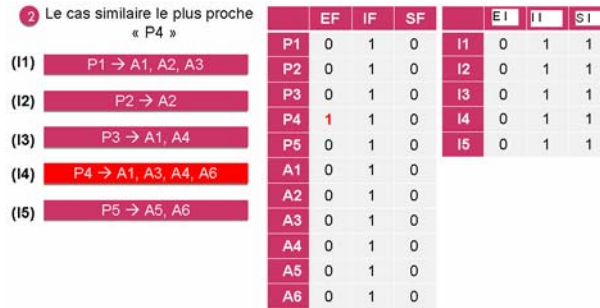 2 Le cas similaire le plus proche
« P4 »
(I1) P1 → A1, A2, A3
(I2) P2 → A2
(I3) P3 → A1, A4
(I4) P4 → A1, A3, A4, A6
(I5) P5 → A5, A6
EF IF SF
P1 0 1 0
P2 0 1 0
P3 0 1 0
P4 1 1 0
P5 0 1 0
A1 0 1 0
A2 0 1 0
A3 0 1 0
A4 0 1 0
A5 0 1 0
A6 0 1 0
EI II SI
I1 0 1 1
I2 0 1 1
I3 0 1 1
I4 0 1 1
I5 0 1 1